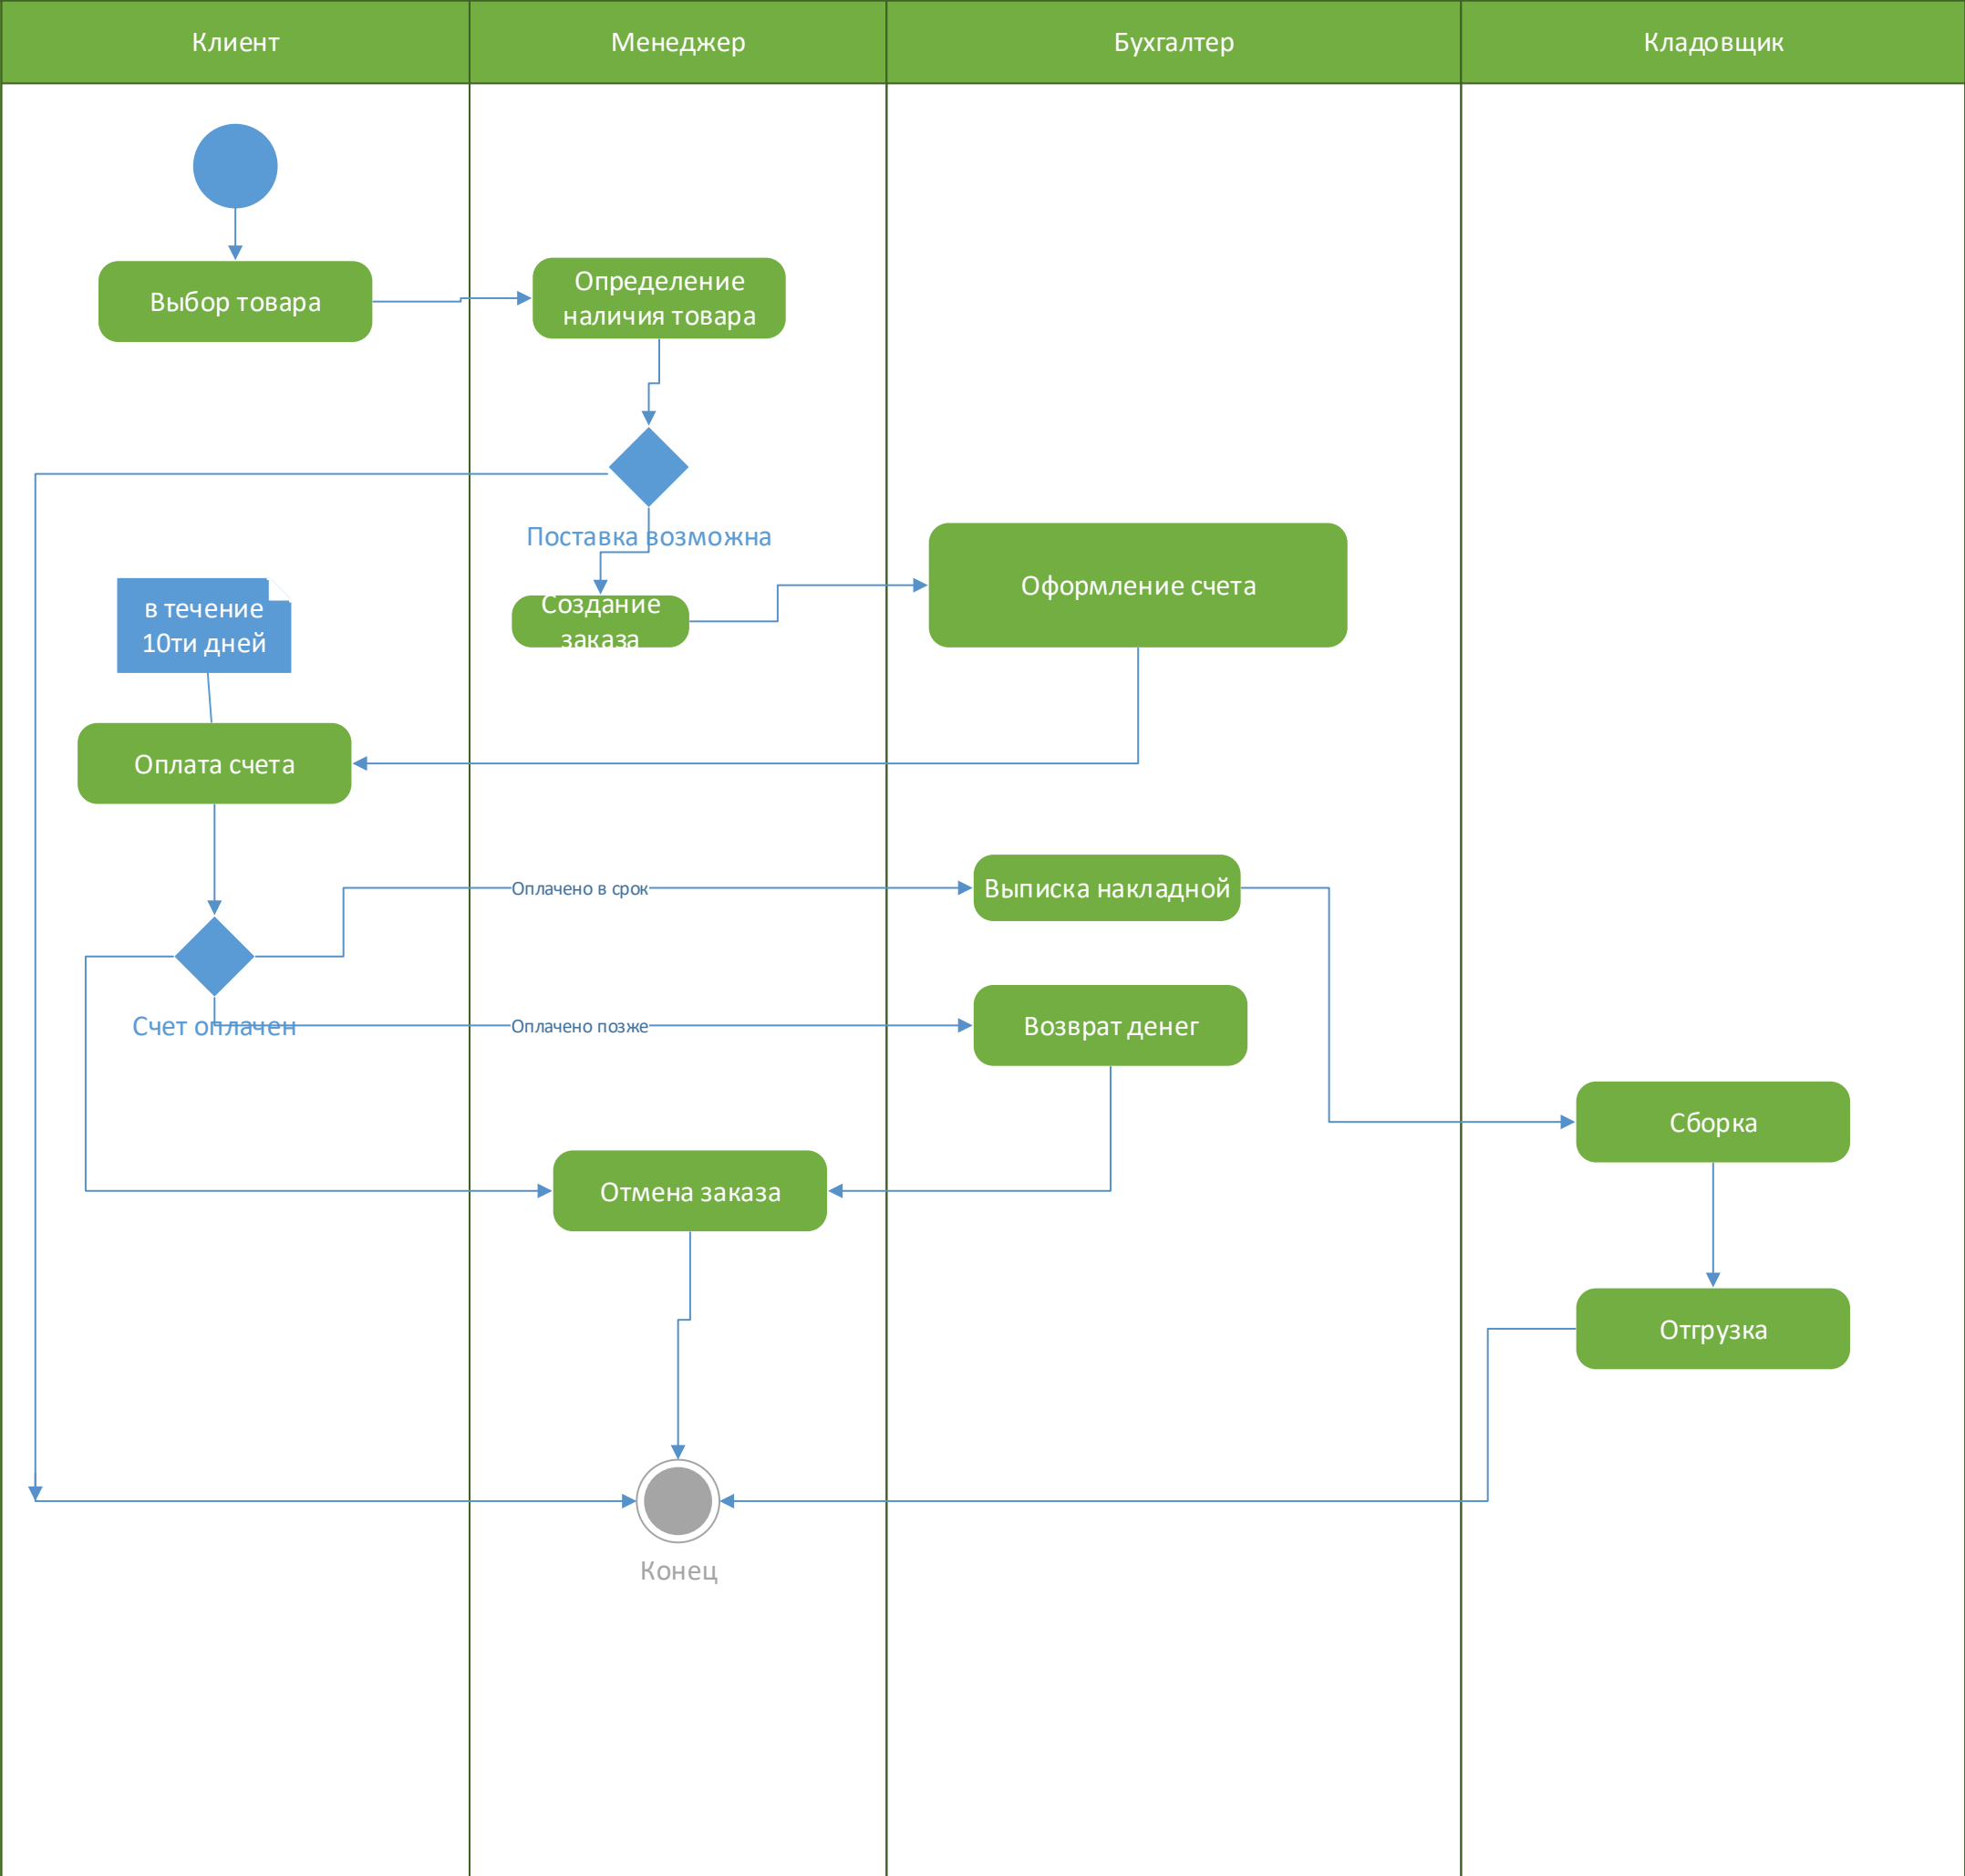 Клиент
Менеджер
Бухгалтер
Кладовщик
Выбор товара
Определение
наличия товара
Поставка возможна
Оформление счета
в течение
10ти дней
Создание
заказа
Оплата счета
Оплачено в срок
Выписка накладной
Счет оплачен
Оплачено позже
Возврат денег
Сборка
Отмена заказа
Отгрузка
Конец